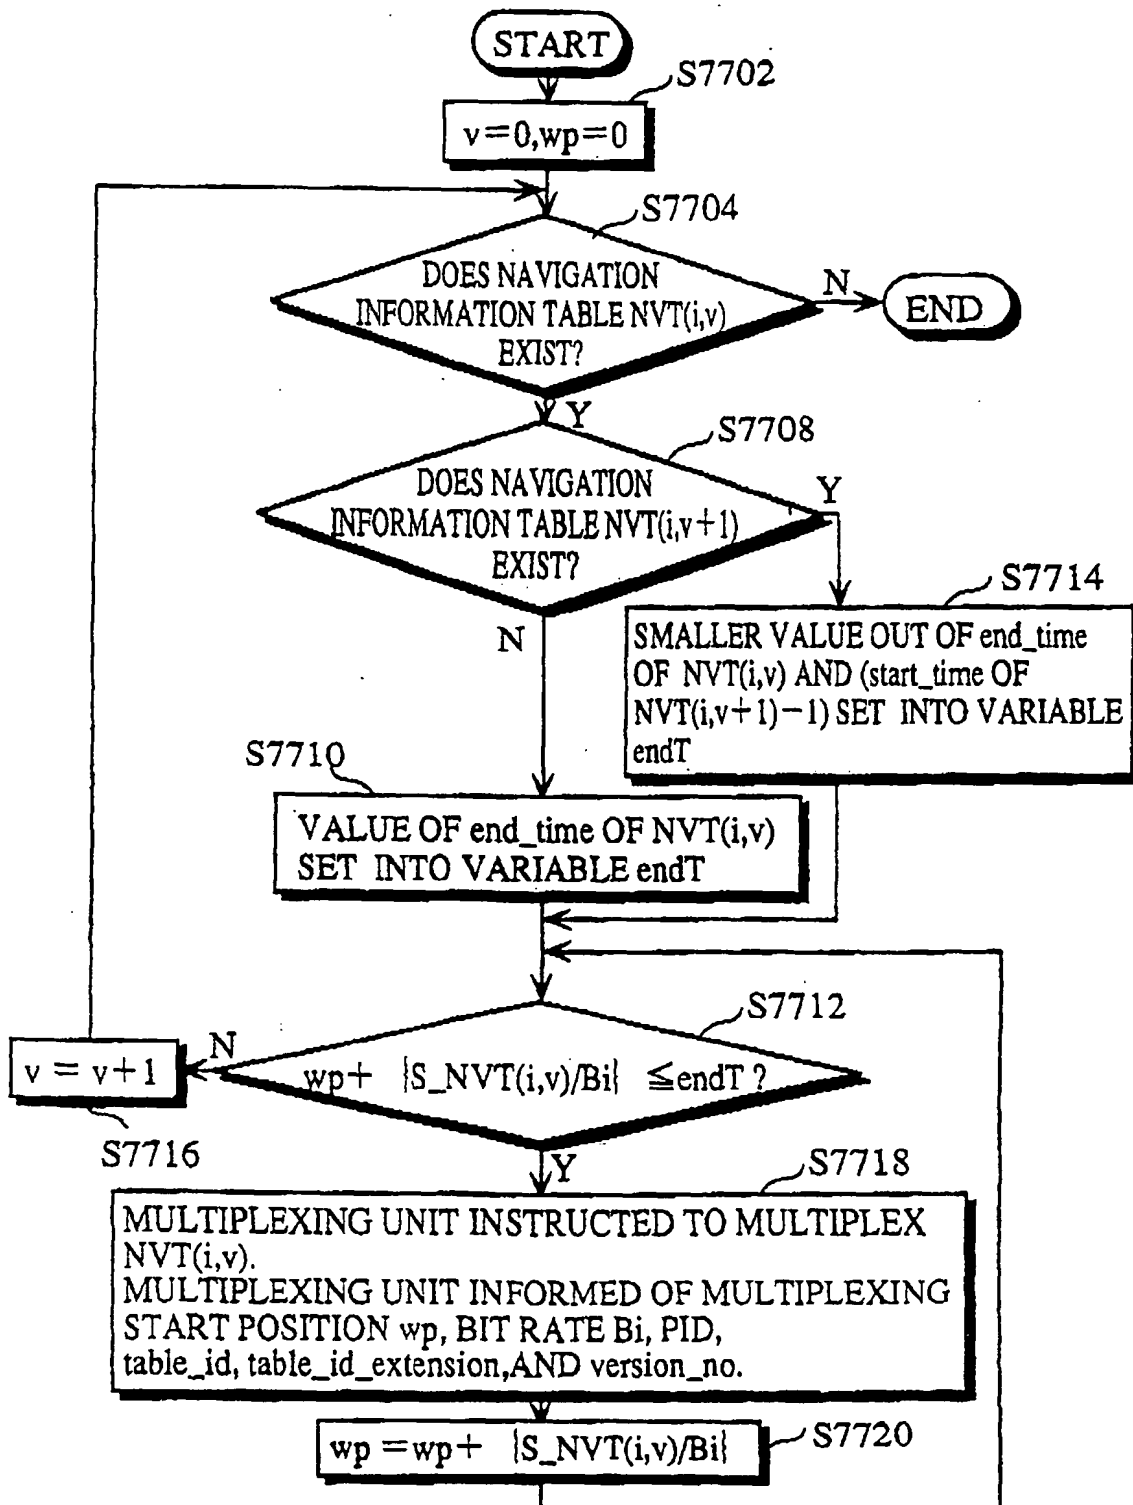 START
S7702
v=0,wp=0
S7704
DOES NAVIGATION
INFORMATION TABLE NVT(i,v)
EXIST?
N
END
Y
S7708
DOES NAVIGATION
INFORMATION TABLE NVT(i,v+1)
EXIST?
Y
N
S7714
SMALLER VALUE OUT OF end_time
OF NVT(i,v) AND (start_time OF
NVT(i,v+1)-1) SET INTO VARIABLE
endT
S7710
VALUE OF end_time OF NVT(i,v)
SET INTO VARIABLE endT
S7712
wp+ |S_NVT(i,v)/Bi| ≦endT?
N
v = v+1
S7716
Y
S7718
MULTIPLEXING UNIT INSTRUCTED TO MULTIPLEX
NVT(i,v).
MULTIPLEXING UNIT INFORMED OF MULTIPLEXING
START POSITION wp, BIT RATE Bi, PID,
table_id, table_id_extension,AND version_no.
wp =wp+ |S_NVT(i,v)/Bi|
S7720